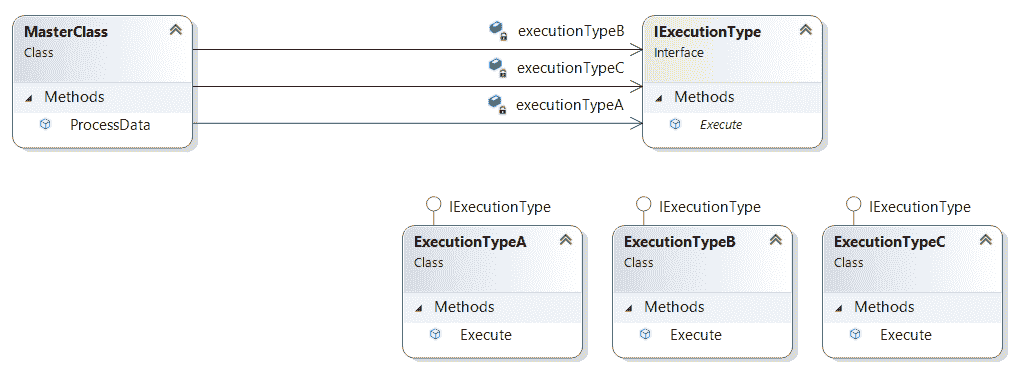 MasterClass
Class
Methods
ProcessData
executionTypeB
executionTypeC
executionTypeA
IExecutionType
Interface
Methods
Execute
IExecutionType
ExecutionTypeA
Class
Methods
Execute
IExecutionType
ExecutionTypeB
Class
Methods
Execute
IExecutionType
ExecutionTypeC
Class
Methods
Execute